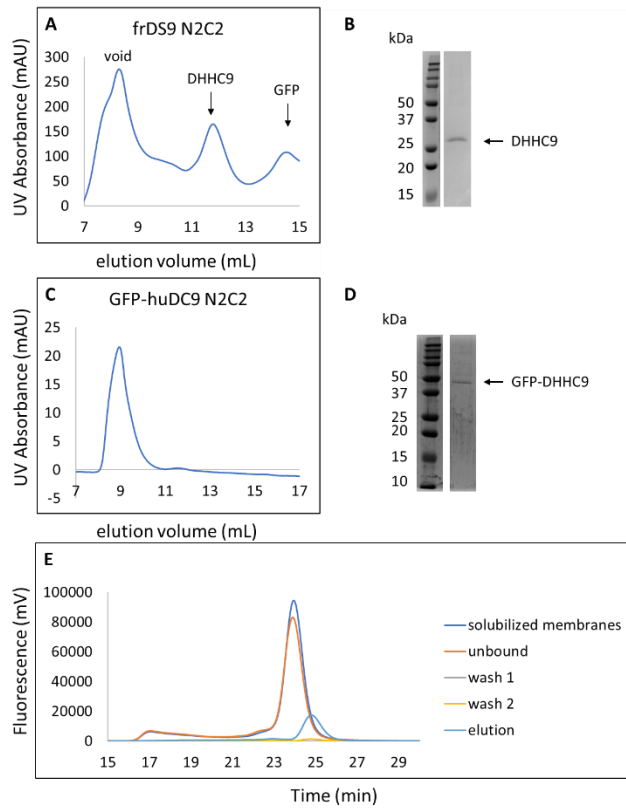 A
frDS9 N2C2
UV Absorbance (mAU)
300
250
200
150
100
50
0
void
DHHC9
GFP
7 9 11 13 15
elution volume (mL)
B
kDa
50
37
25
20
15
DHHC9
C
GFP-huDC9 N2C2
UV Absorbance (mAU)
25
20
15
10
5
0
-5
7 9 11 13 15 17
elution volume (mL)
D
kDa
50
37
25
20
15
10
GFP-DHHC9
E
Fluorescence (mV)
100000
80000
60000
40000
20000
0
15 17 19 21 23 25 27 29
Time (min)
solubilized membranes
unbound
wash 1
wash 2
elution